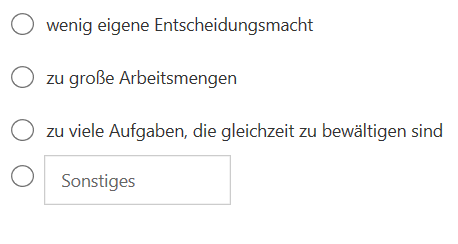 wenig eigene Entscheidungsmacht
zu große Arbeitsmengen
zu viele Aufgaben, die gleichzeit zu bewältigen sind
Sonstiges